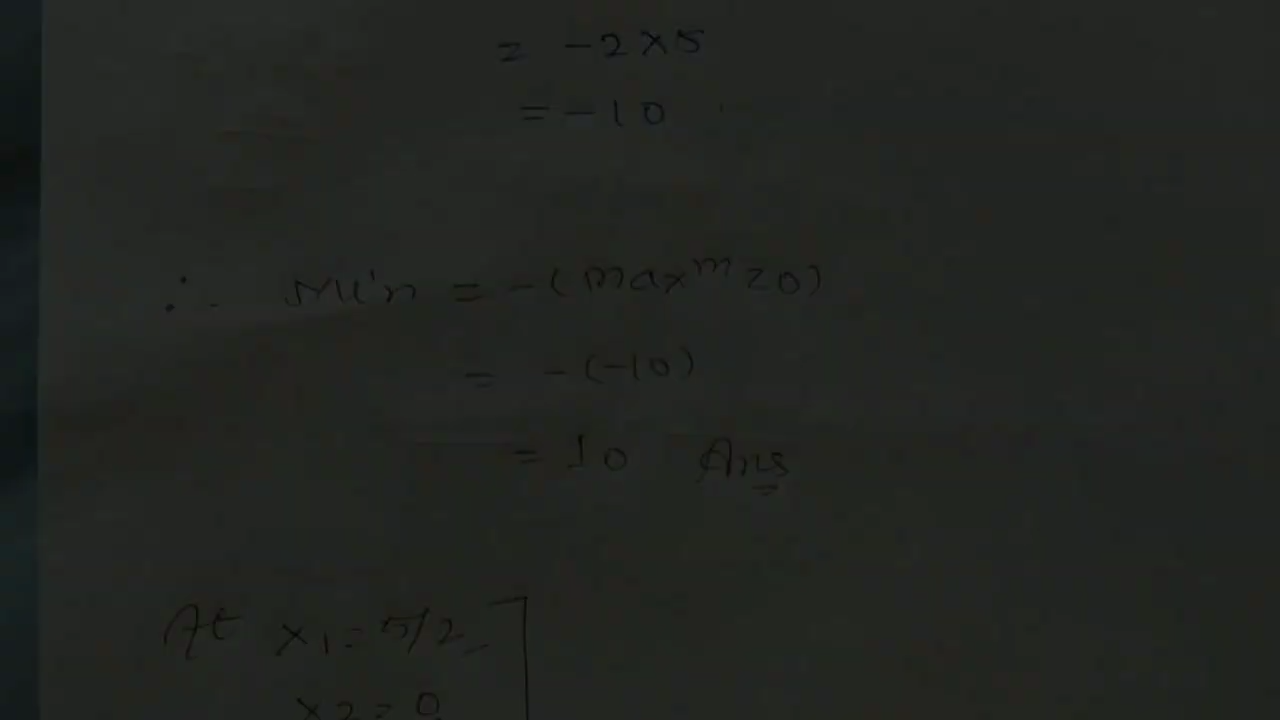 = -2×5
= -10
∴ Min = -(maxᵐ z0)
= -(-10)
= 10 Ans
At x1 = 5/2
x2 = 0